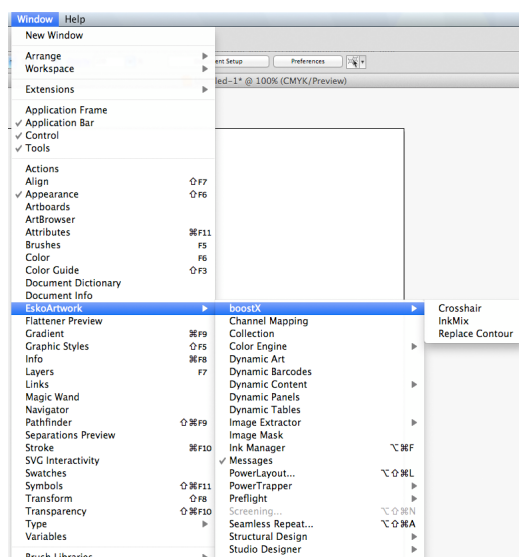 Window Help
New Window
Arrange
Workspace
Extensions
Application Frame
✓ Application Bar
✓ Control
✓ Tools
Actions
Align ⇧F7
✓ Appearance ⇧F6
Artboards
ArtBrowser
Attributes ⌘F11
Brushes F5
Color F6
Color Guide ⇧F3
Document Dictionary
Document Info
EskoArtwork
Flattener Preview
Gradient ⌘F9
Graphic Styles ⇧F5
Info ⌘F8
Layers F7
Links
Magic Wand
Navigator
Pathfinder ⇧⌘F9
Separations Preview
Stroke ⌘F10
SVG Interactivity
Swatches
Symbols ⇧⌘F11
Transform ⇧F8
Transparency ⇧⌘F10
Type
Variables
Brush Libraries
ent Setup Preferences
led-1* @ 100% (CMYK/Preview)
boostX
Channel Mapping
Collection
Color Engine
Dynamic Art
Dynamic Barcodes
Dynamic Content
Dynamic Panels
Dynamic Tables
Image Extractor
Image Mask
Ink Manager ⌥⌘F
✓ Messages
PowerLayout... ⌥⇧⌘L
PowerTrapper
Preflight
Screening... ⌥⇧⌘N
Seamless Repeat... ⌥⇧⌘A
Structural Design
Studio Designer
Crosshair
InkMix
Replace Contour